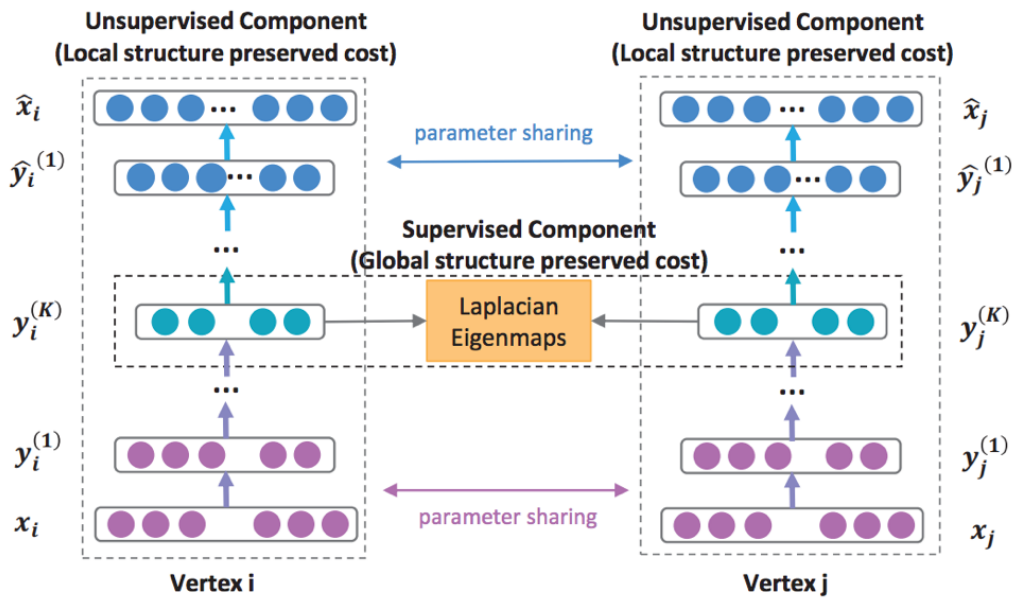 Unsupervised Component
(Local structure preserved cost)
Unsupervised Component
(Local structure preserved cost)
x̂ᵢ
...
parameter sharing
...
x̂ⱼ
ŷᵢ⁽¹⁾
...
...
ŷⱼ⁽¹⁾
...
Supervised Component
(Global structure preserved cost)
...
yᵢ⁽ᴷ⁾
Laplacian
Eigenmaps
yⱼ⁽ᴷ⁾
...
...
yᵢ⁽¹⁾
yⱼ⁽¹⁾
xᵢ
parameter sharing
xⱼ
Vertex i
Vertex j